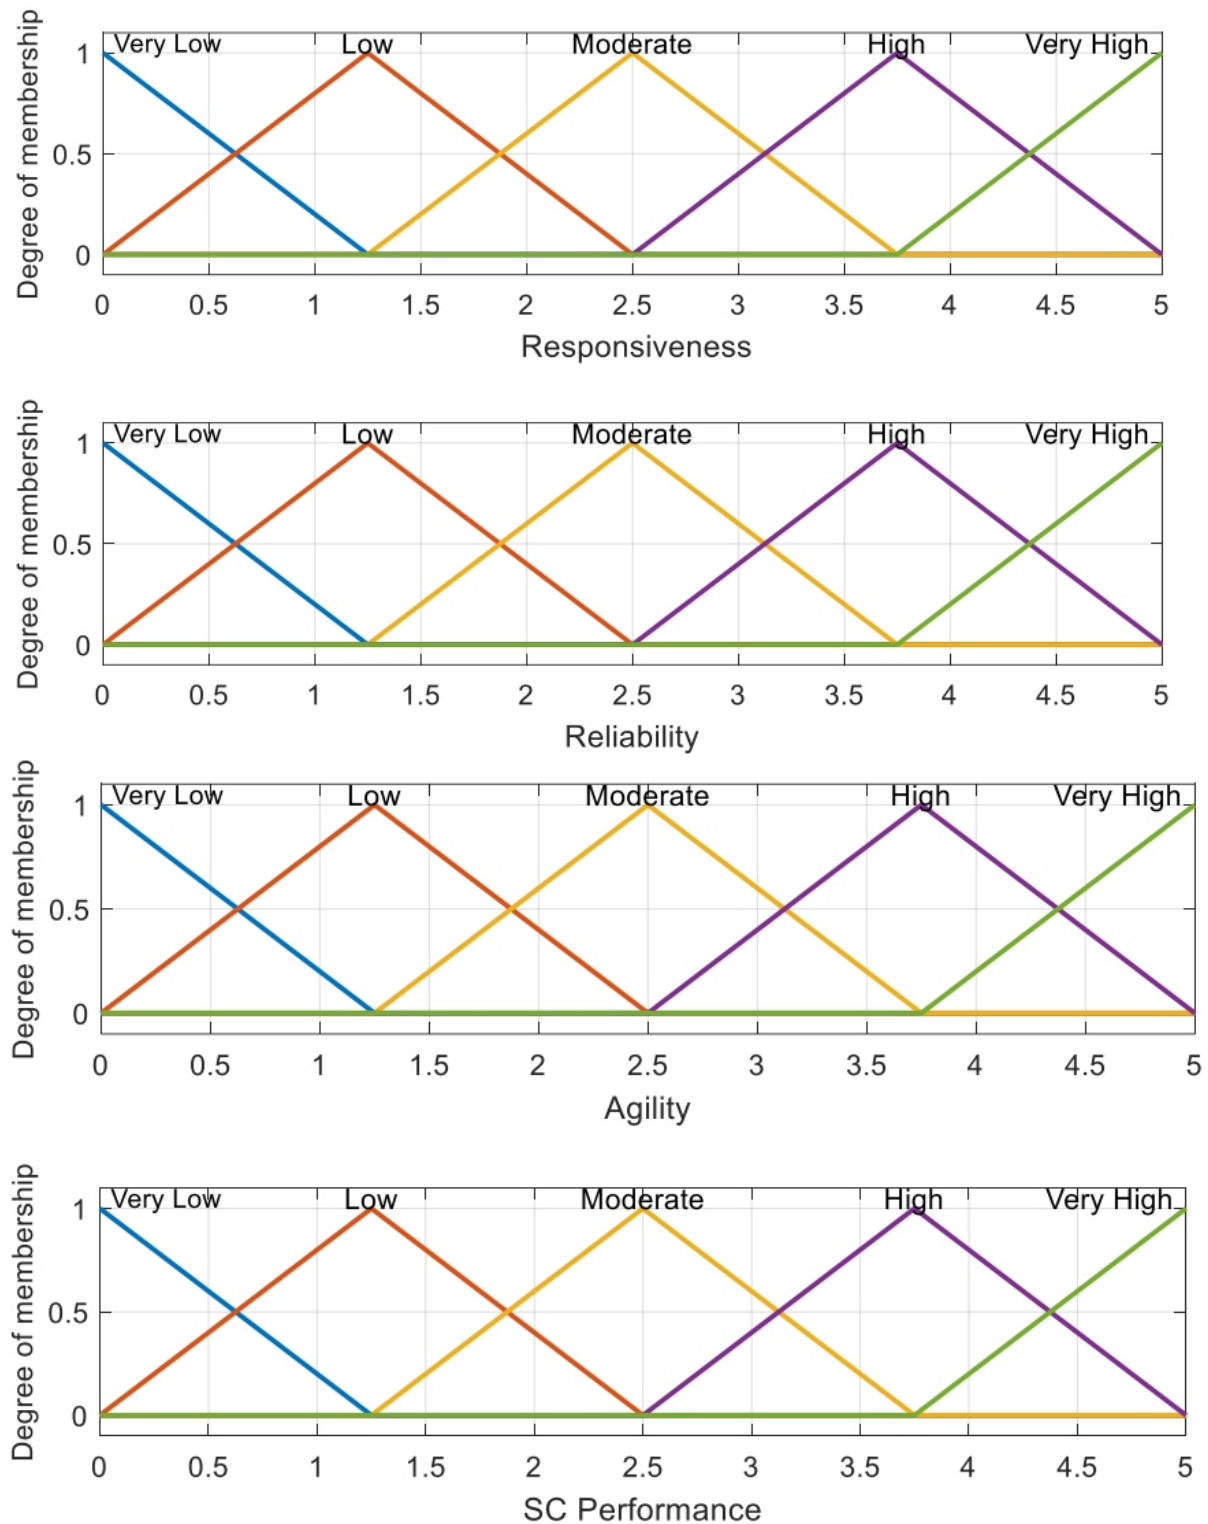 Degree of membership
Very Low Low Moderate High Very High
1
0.5
0
0 0.5 1 1.5 2 2.5 3 3.5 4 4.5 5
Responsiveness
Degree of membership
Very Low Low Moderate High Very High
1
0.5
0
0 0.5 1 1.5 2 2.5 3 3.5 4 4.5 5
Reliability
Degree of membership
Very Low Low Moderate High Very High
1
0.5
0
0 0.5 1 1.5 2 2.5 3 3.5 4 4.5 5
Agility
Degree of membership
Very Low Low Moderate High Very High
1
0.5
0
0 0.5 1 1.5 2 2.5 3 3.5 4 4.5 5
SC Performance